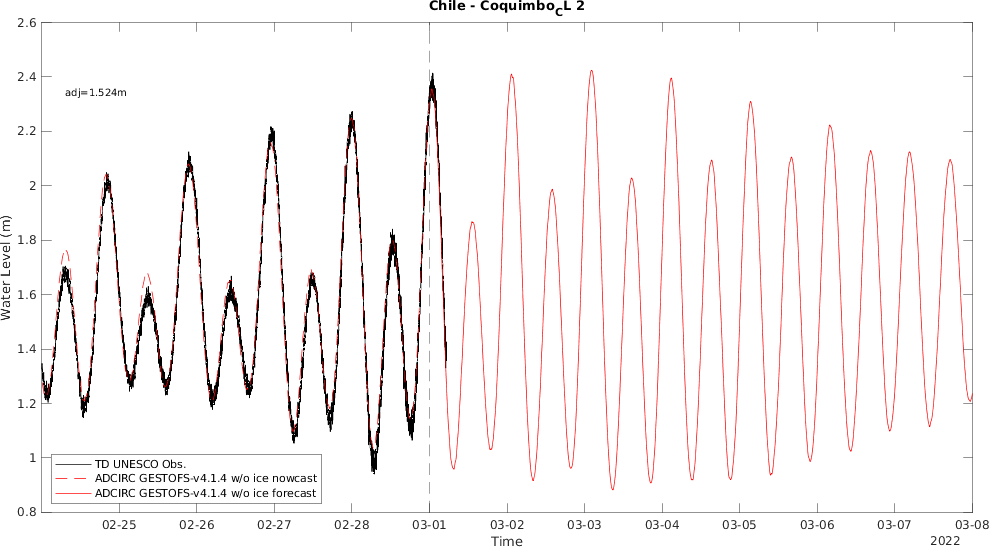 Chile - Coquimbo_CL 2
2.6
2.4
2.2
2
1.8
1.6
1.4
1.2
1
0.8
Water Level (m)
adj=1.524m
TD UNESCO Obs.
ADCIRC GESTOFS-v4.1.4 w/o ice nowcast
ADCIRC GESTOFS-v4.1.4 w/o ice forecast
02-25 02-26 02-27 02-28 03-01 03-02 03-03 03-04 03-05 03-06 03-07 03-08
Time
2022